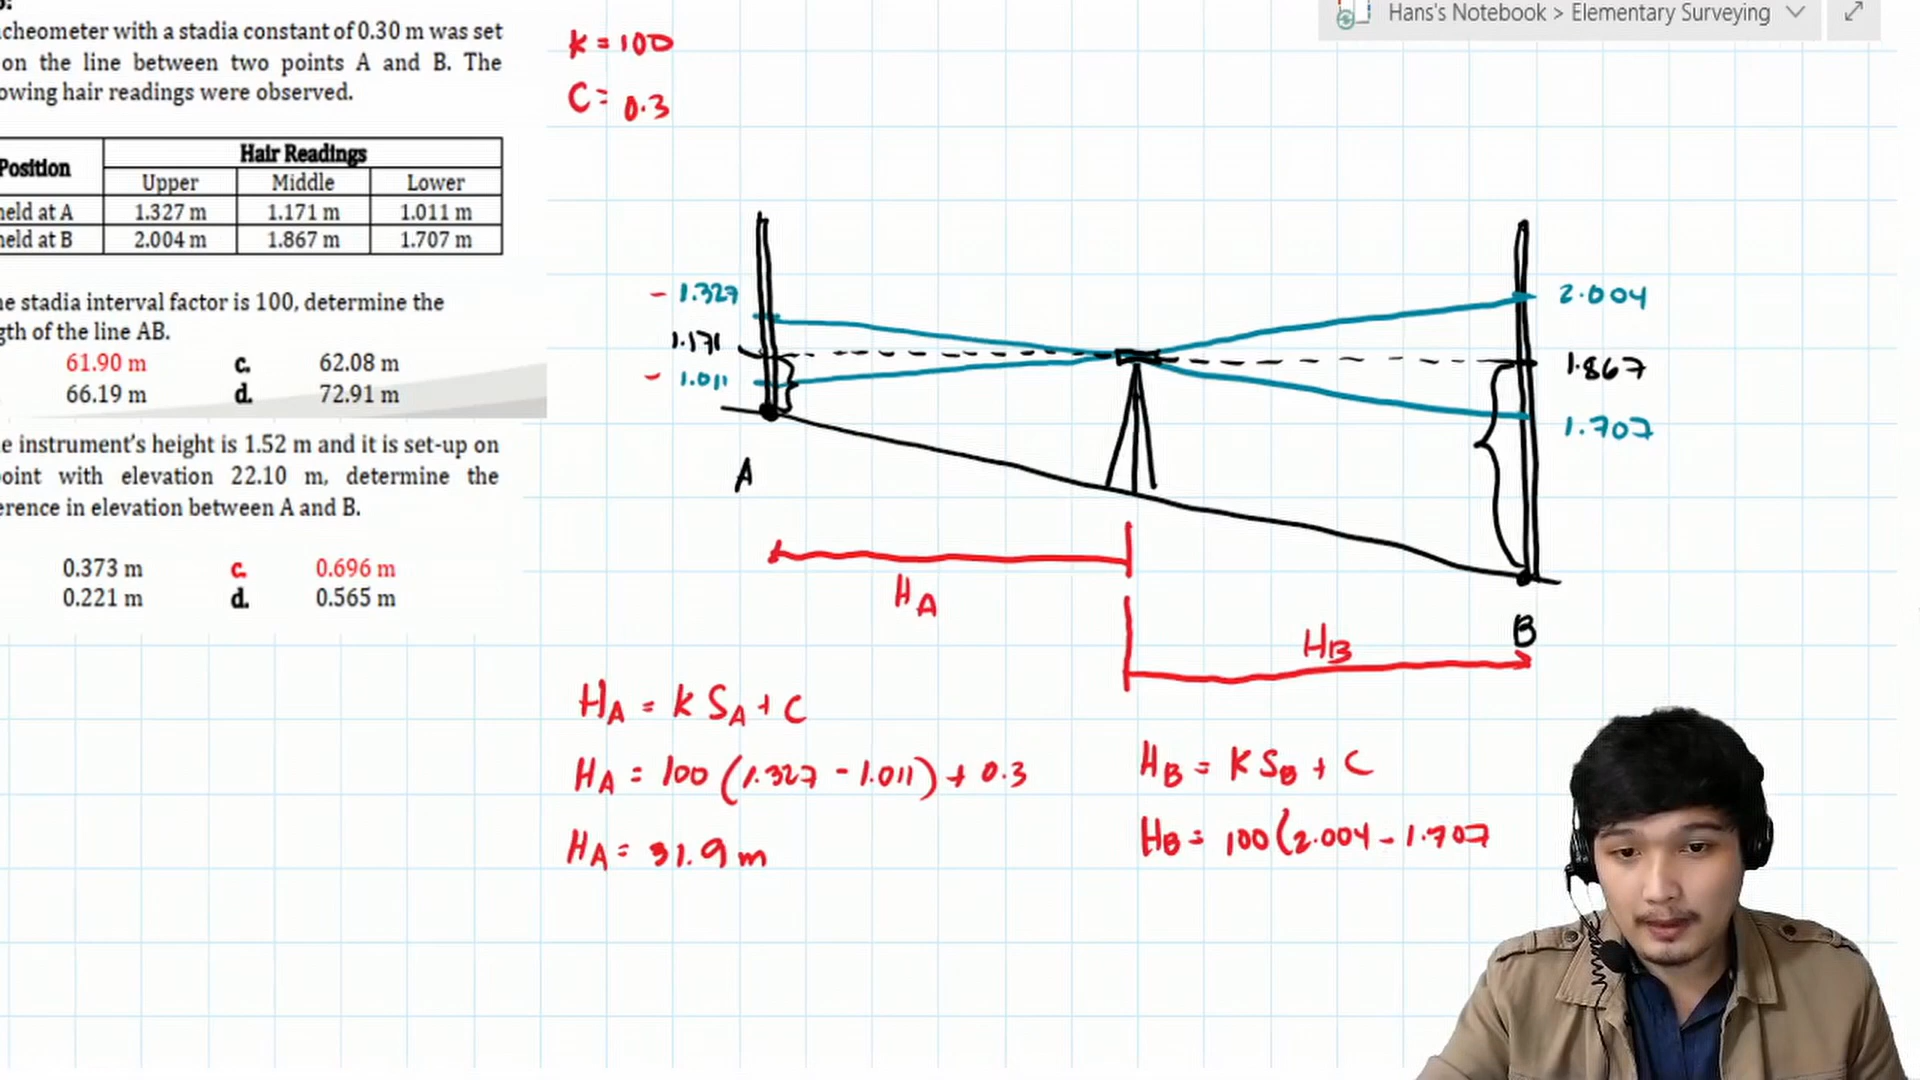 cheometer with a stadia constant of 0.30 m was set
on the line between two points A and B. The
owing hair readings were observed.
Position Hair Readings
Upper Middle Lower
held at A 1.327 m 1.171 m 1.011 m
held at B 2.004 m 1.867 m 1.707 m
he stadia interval factor is 100, determine the
gth of the line AB.
61.90 m c. 62.08 m
66.19 m d. 72.91 m
e instrument's height is 1.52 m and it is set-up on
oint with elevation 22.10 m, determine the
erence in elevation between A and B.
0.373 m c. 0.696 m
0.221 m d. 0.565 m
K = 100
C = 0.3
Hans's Notebook > Elementary Surveying
- 1.327
1.171
- 1.011
2.004
1.867
1.707
A
B
HA
HB
HA = K SA + C
HA = 100 (1.327 - 1.011) + 0.3
HA = 31.9 m
HB = K SB + C
HB = 100 (2.004 - 1.707